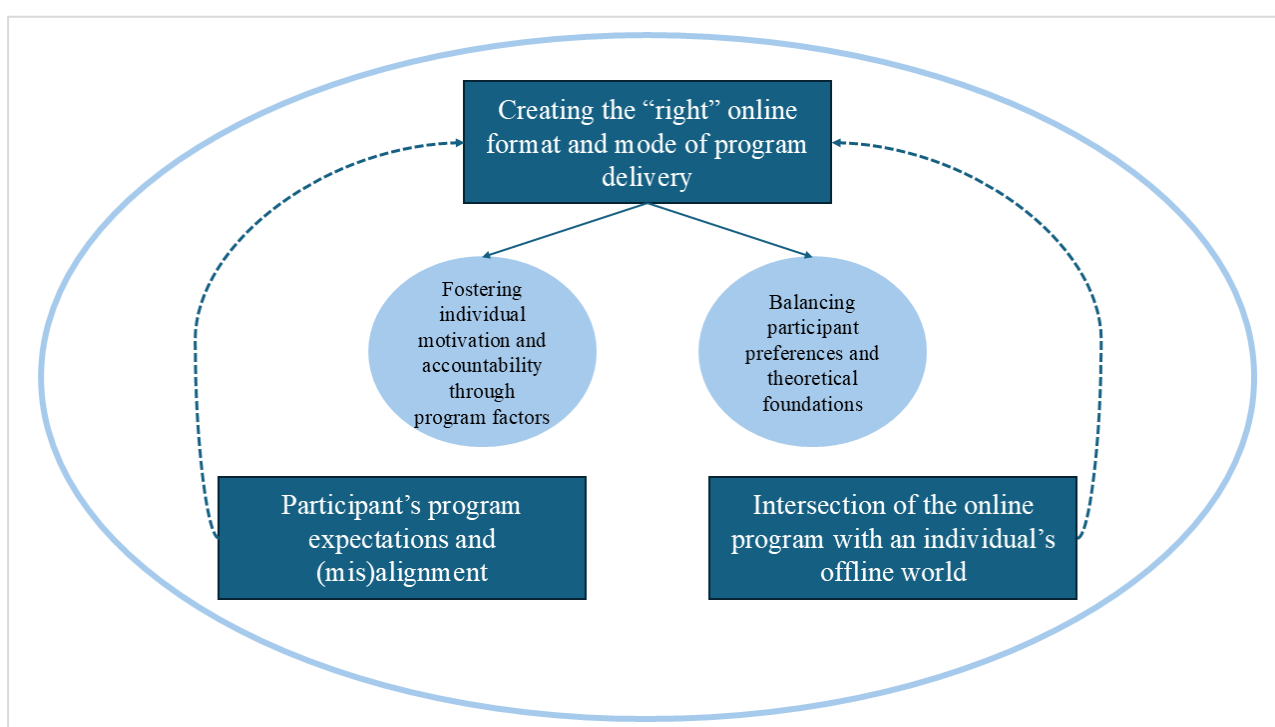 Creating the “right” online
format and mode of program
delivery
Fostering
individual
motivation and
accountability
through
program factors
Balancing
participant
preferences and
theoretical
foundations
Participant’s program
expectations and
(mis)alignment
Intersection of the online
program with an individual’s
offline world